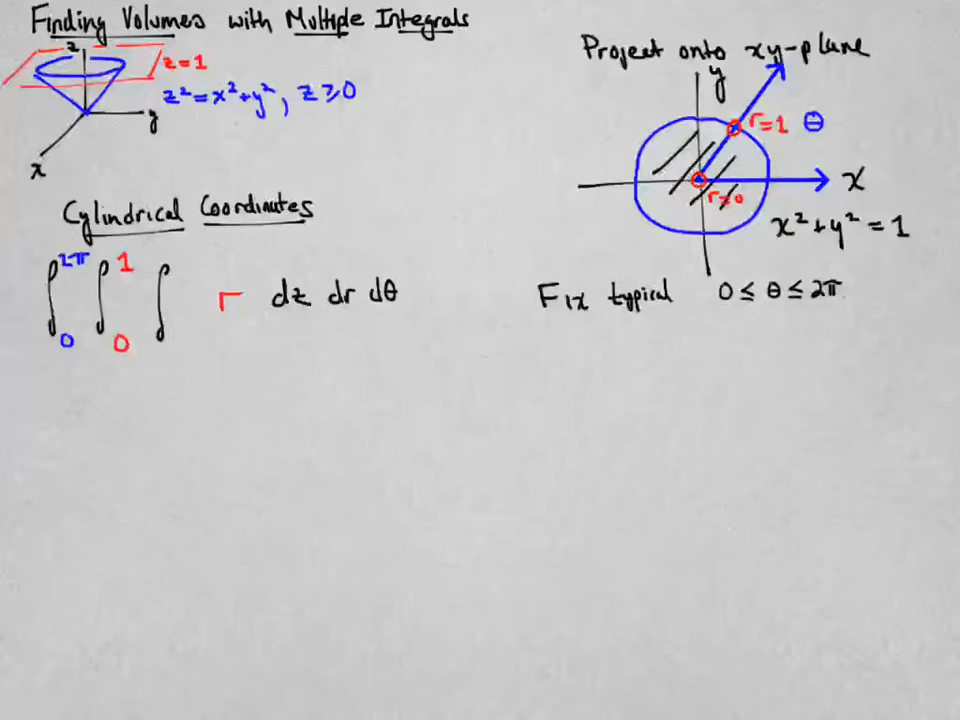 Finding Volumes with Multiple Integrals
z
z=1
z² = x² + y², z ≥ 0
y
x
Cylindrical Coordinates
∫₀^2π ∫₀^1 ∫ r dz dr dθ
Project onto xy-plane
y
r=1 θ
x
r=0
x² + y² = 1
Fix typical 0 ≤ θ ≤ 2π